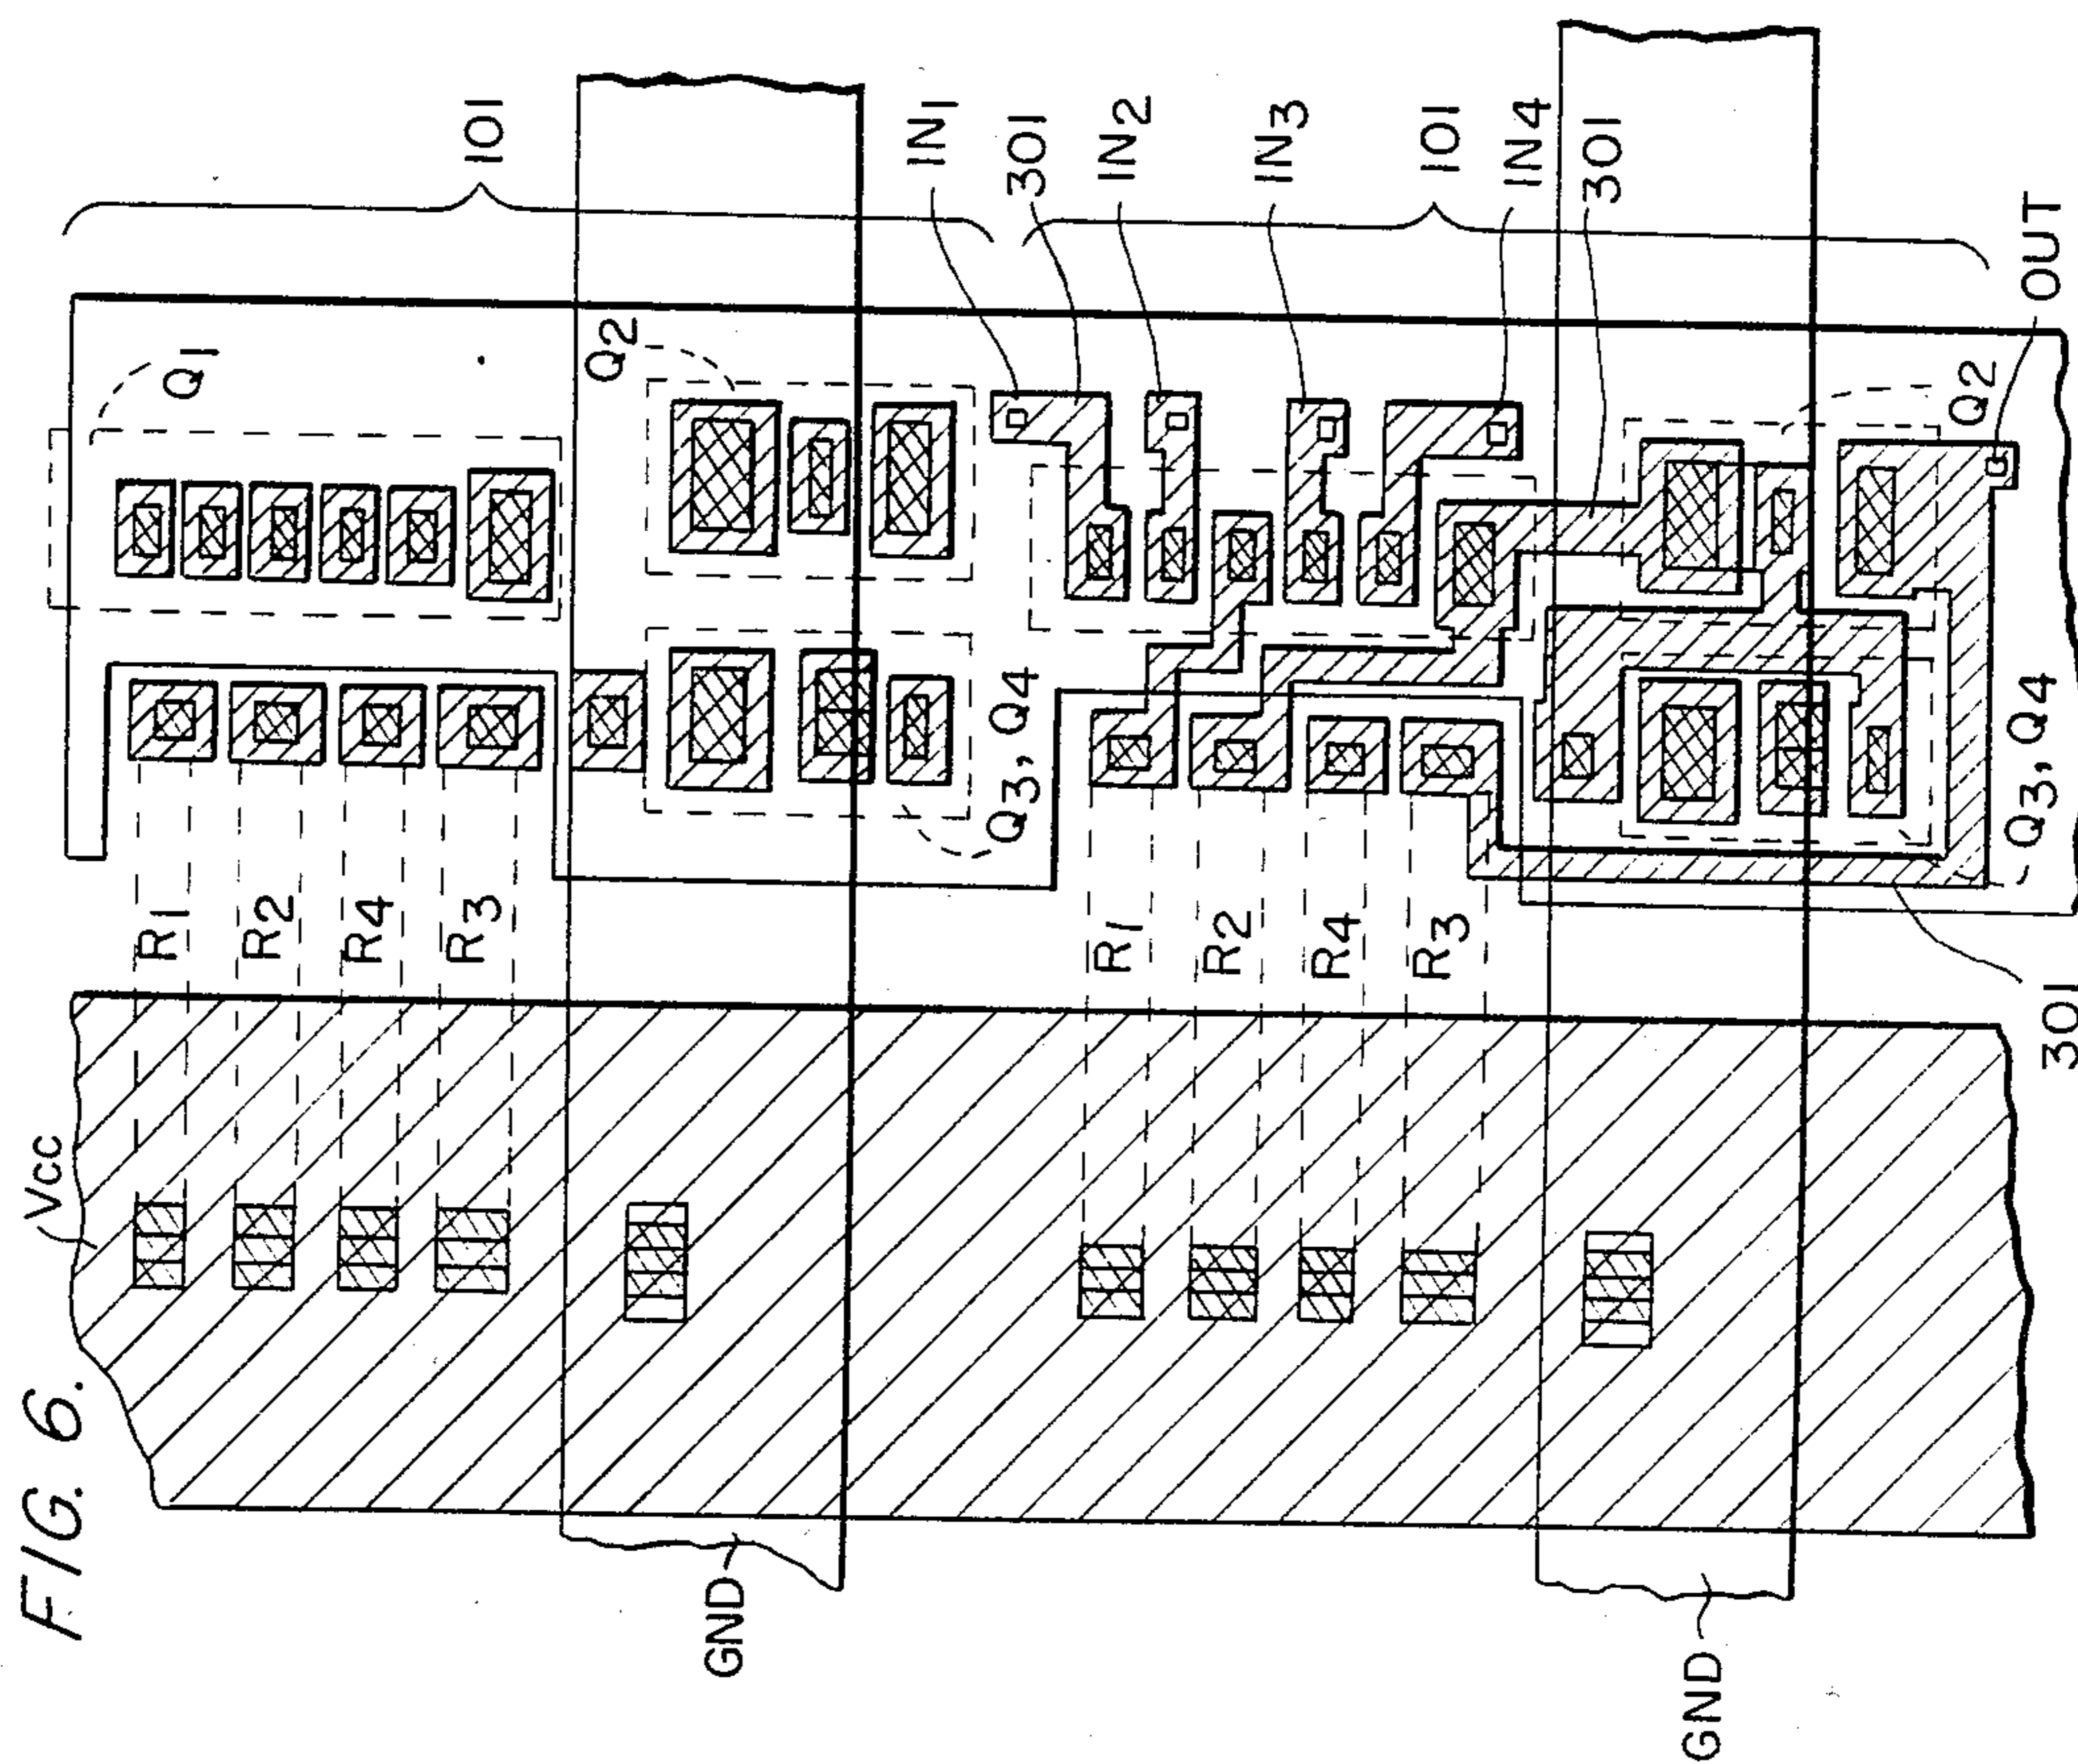 FIG. 6.
Vcc
GND
GND
R1
R2
R4
R3
R1
R2
R4
R3
Q1
Q2
Q3, Q4
Q2
Q3, Q4
101
IN1
301
IN2
IN3
101
IN4
301
OUT
301